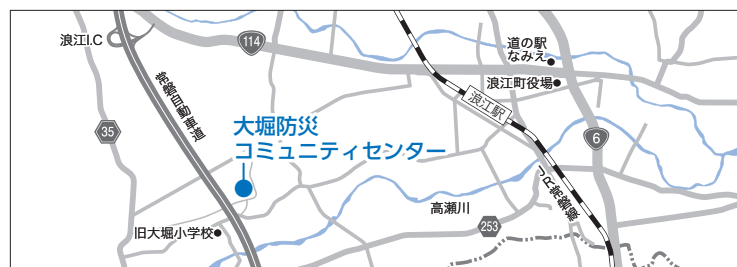 浪江I.C
114
道の駅
なみえ
浪江町役場
常磐自動車道
浪江駅
35
大堀防災
コミュニティセンター
6
JR常磐線
高瀬川
253
旧大堀小学校